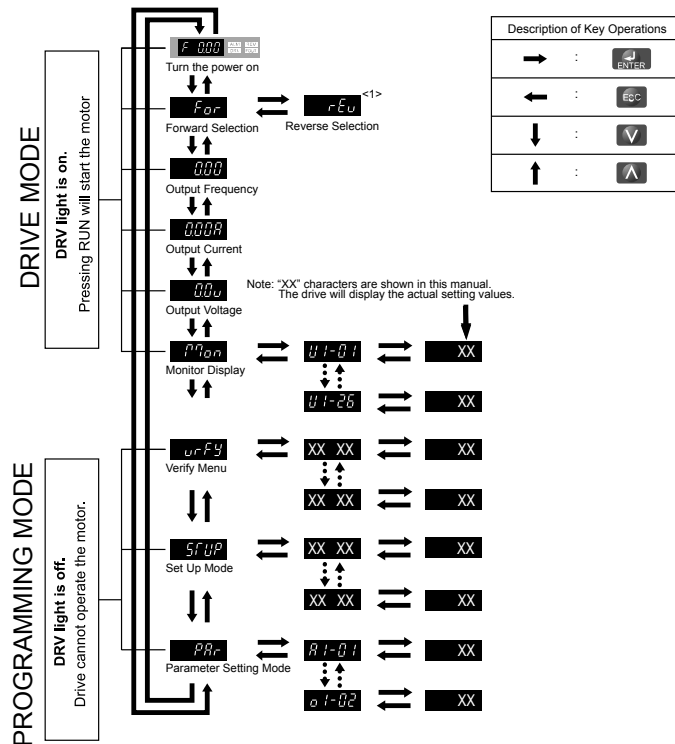 DRIVE MODE
DRV light is on.
Pressing RUN will start the motor
F 0.00
Turn the power on
For
Forward Selection
rEv
<1>
Reverse Selection
0.00
Output Frequency
0.00A
Output Current
0.0v
Output Voltage
Note: “XX” characters are shown in this manual.
The drive will display the actual setting values.
Mon
Monitor Display
U1-01
XX
U1-26
XX
PROGRAMMING MODE
DRV light is off.
Drive cannot operate the motor.
vrFy
Verify Menu
XX XX
XX
XX XX
XX
STUP
Set Up Mode
XX XX
XX
XX XX
XX
PAr
Parameter Setting Mode
A1-01
XX
o1-02
XX
Description of Key Operations
: ENTER
: ESC
:
: